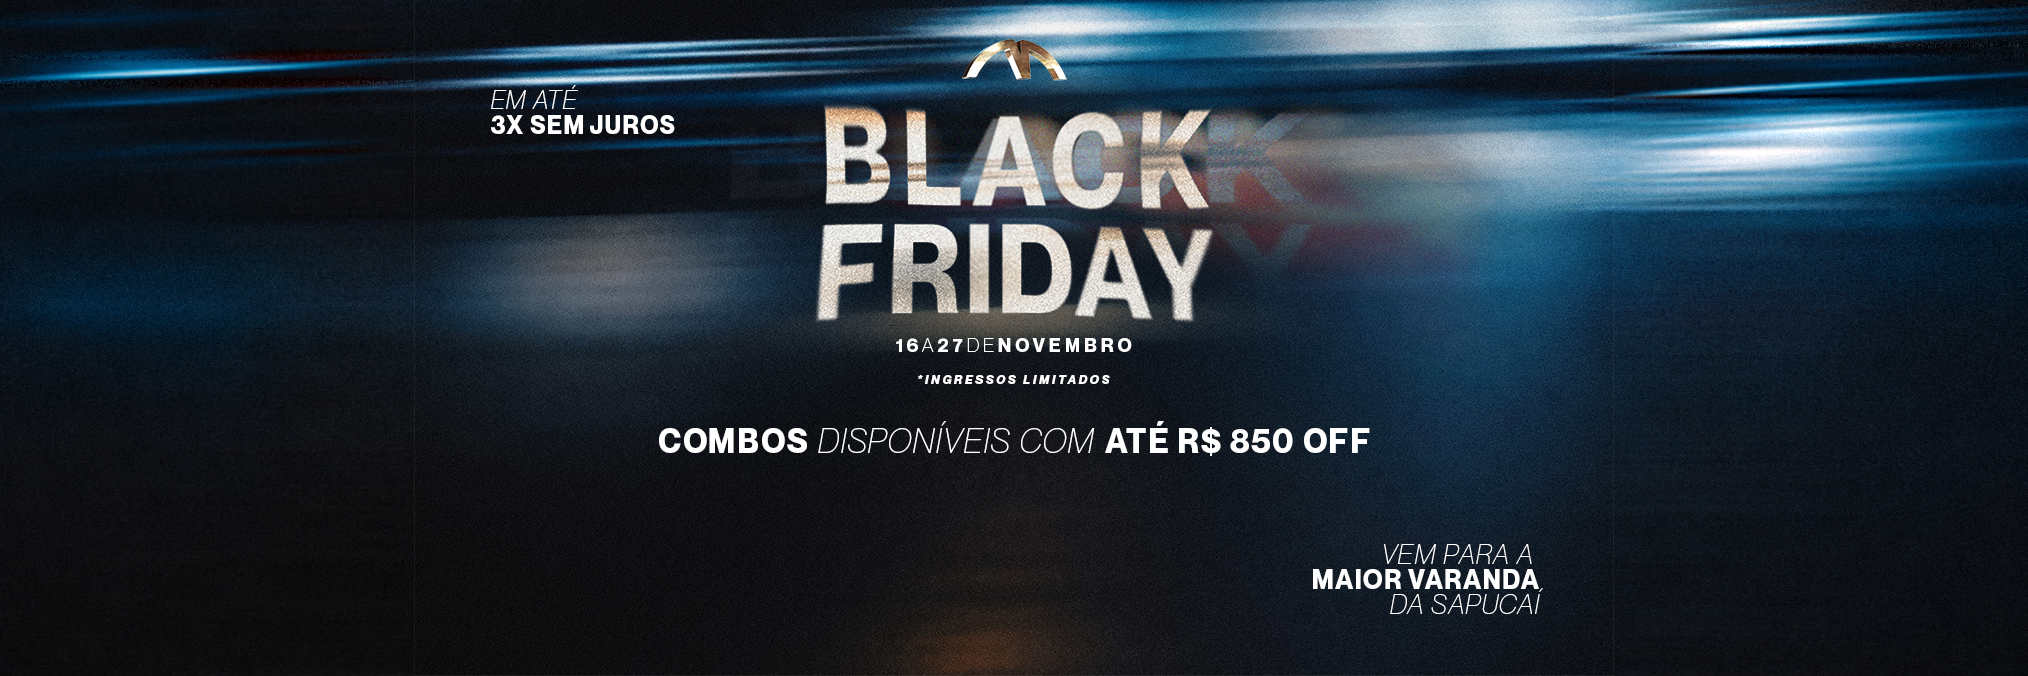 EM ATÉ
3X SEM JUROS
BLACK
FRIDAY
16A27DENOVEMBRO
*INGRESSOS LIMITADOS
COMBOS DISPONÍVEIS COM ATÉ R$ 850 OFF
VEM PARA A
MAIOR VARANDA
DA SAPUCAÍ